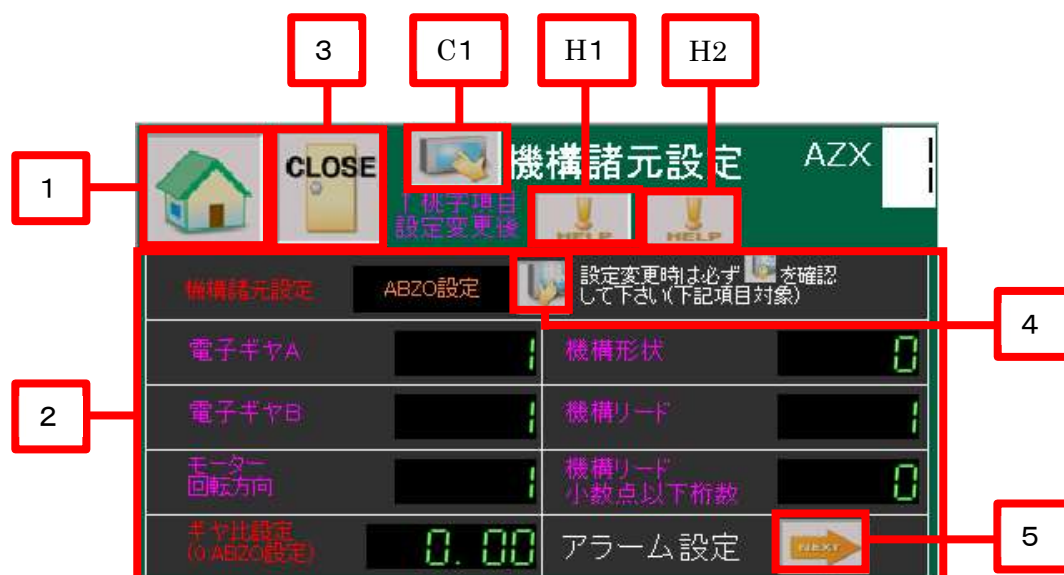 3
C1
H1
H2
1
CLOSE
機構諸元設定
AZX
1
1
下桃字項目
設定変更後
HELP
HELP
機構諸元設定
ABZO設定
設定変更時は必ず を確認
して下さい(下記項目対象)
4
電子ギヤA
1
機構形状
0
2
電子ギヤB
1
機構リード
1
モーター
回転方向
1
機構リード
小数点以下桁数
0
ギヤ比設定
(0:ABZO設定)
0.00
アラーム設定
NEXT
5